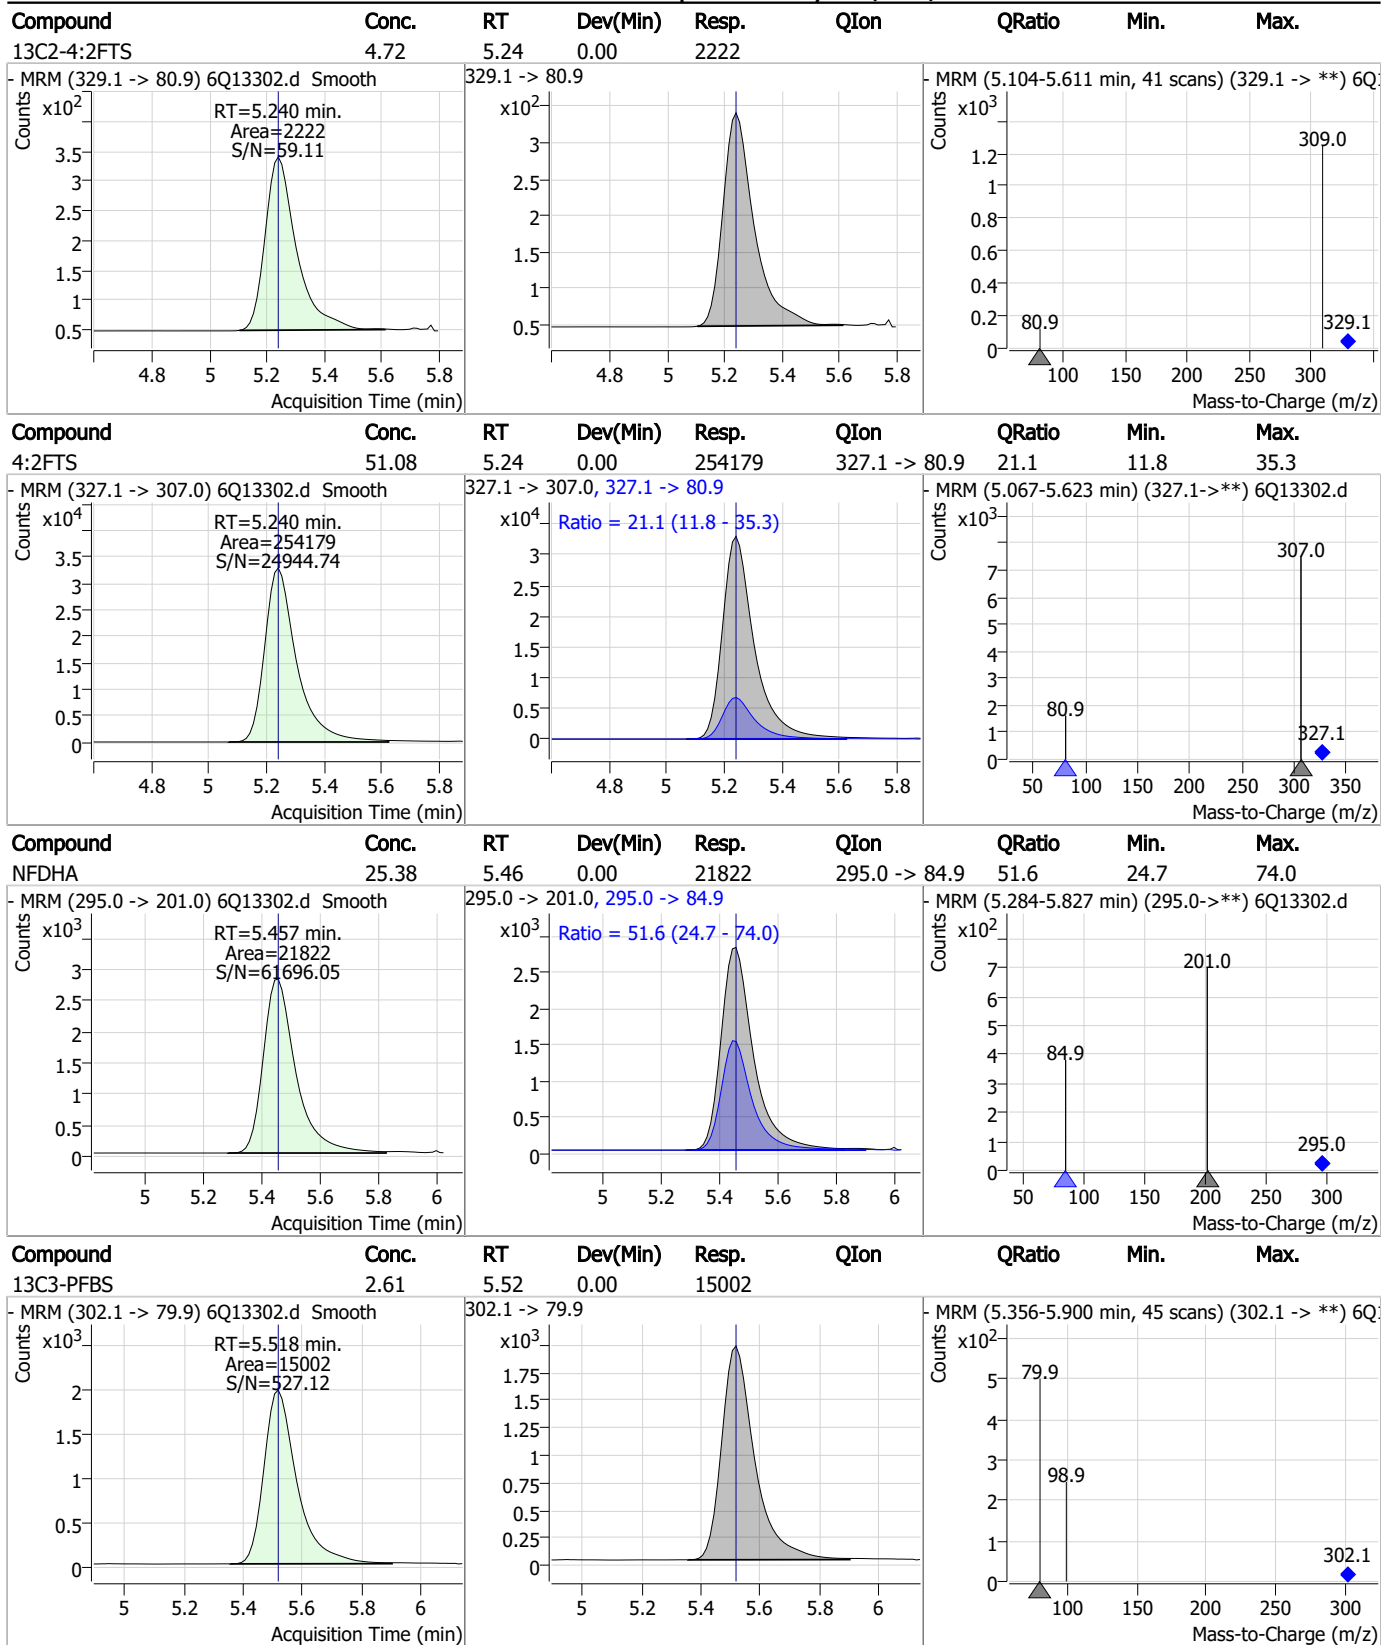 Compound Conc. RT Dev(Min) Resp. QIon QRatio Min. Max.
13C2-4:2FTS 4.72 5.24 0.00 2222
- MRM (329.1 -> 80.9) 6Q13302.d Smooth
Counts
x10²
RT=5.240 min.
Area=2222
S/N=59.11
3.5
3
2.5
2
1.5
1
0.5
4.8 5 5.2 5.4 5.6 5.8
Acquisition Time (min)
329.1 -> 80.9
x10²
3
2.5
2
1.5
1
0.5
4.8 5 5.2 5.4 5.6 5.8
- MRM (5.104-5.611 min, 41 scans) (329.1 -> **) 6Q1
Counts
x10³
309.0
1.2
1
0.8
0.6
0.4
0.2
0
80.9 329.1
100 150 200 250 300
Mass-to-Charge (m/z)
Compound Conc. RT Dev(Min) Resp. QIon QRatio Min. Max.
4:2FTS 51.08 5.24 0.00 254179 327.1 -> 80.9 21.1 11.8 35.3
- MRM (327.1 -> 307.0) 6Q13302.d Smooth
Counts
x10⁴
RT=5.240 min.
Area=254179
S/N=24944.74
3.5
3
2.5
2
1.5
1
0.5
0
4.8 5 5.2 5.4 5.6 5.8
Acquisition Time (min)
327.1 -> 307.0, 327.1 -> 80.9
x10⁴
Ratio = 21.1 (11.8 - 35.3)
3
2.5
2
1.5
1
0.5
0
4.8 5 5.2 5.4 5.6 5.8
- MRM (5.067-5.623 min) (327.1->**) 6Q13302.d
Counts
x10³
307.0
7
6
5
4
3
2
1
0
80.9 327.1
50 100 150 200 250 300 350
Mass-to-Charge (m/z)
Compound Conc. RT Dev(Min) Resp. QIon QRatio Min. Max.
NFDHA 25.38 5.46 0.00 21822 295.0 -> 84.9 51.6 24.7 74.0
- MRM (295.0 -> 201.0) 6Q13302.d Smooth
Counts
x10³
RT=5.457 min.
Area=21822
S/N=61696.05
3
2.5
2
1.5
1
0.5
0
5 5.2 5.4 5.6 5.8 6
Acquisition Time (min)
295.0 -> 201.0, 295.0 -> 84.9
x10³
Ratio = 51.6 (24.7 - 74.0)
2.5
2
1.5
1
0.5
0
5 5.2 5.4 5.6 5.8 6
- MRM (5.284-5.827 min) (295.0->**) 6Q13302.d
Counts
x10²
201.0
7
6
5
4
3
2
1
0
84.9
295.0
50 100 150 200 250 300
Mass-to-Charge (m/z)
Compound Conc. RT Dev(Min) Resp. QIon QRatio Min. Max.
13C3-PFBS 2.61 5.52 0.00 15002
- MRM (302.1 -> 79.9) 6Q13302.d Smooth
Counts
x10³
RT=5.518 min.
Area=15002
S/N=527.12
2
1.5
1
0.5
0
5 5.2 5.4 5.6 5.8 6
Acquisition Time (min)
302.1 -> 79.9
x10³
1.75
1.5
1.25
1
0.75
0.5
0.25
0
5 5.2 5.4 5.6 5.8 6
- MRM (5.356-5.900 min, 45 scans) (302.1 -> **) 6Q1
Counts
x10²
79.9
5
4
3
2
1
0
98.9
302.1
100 150 200 250 300
Mass-to-Charge (m/z)